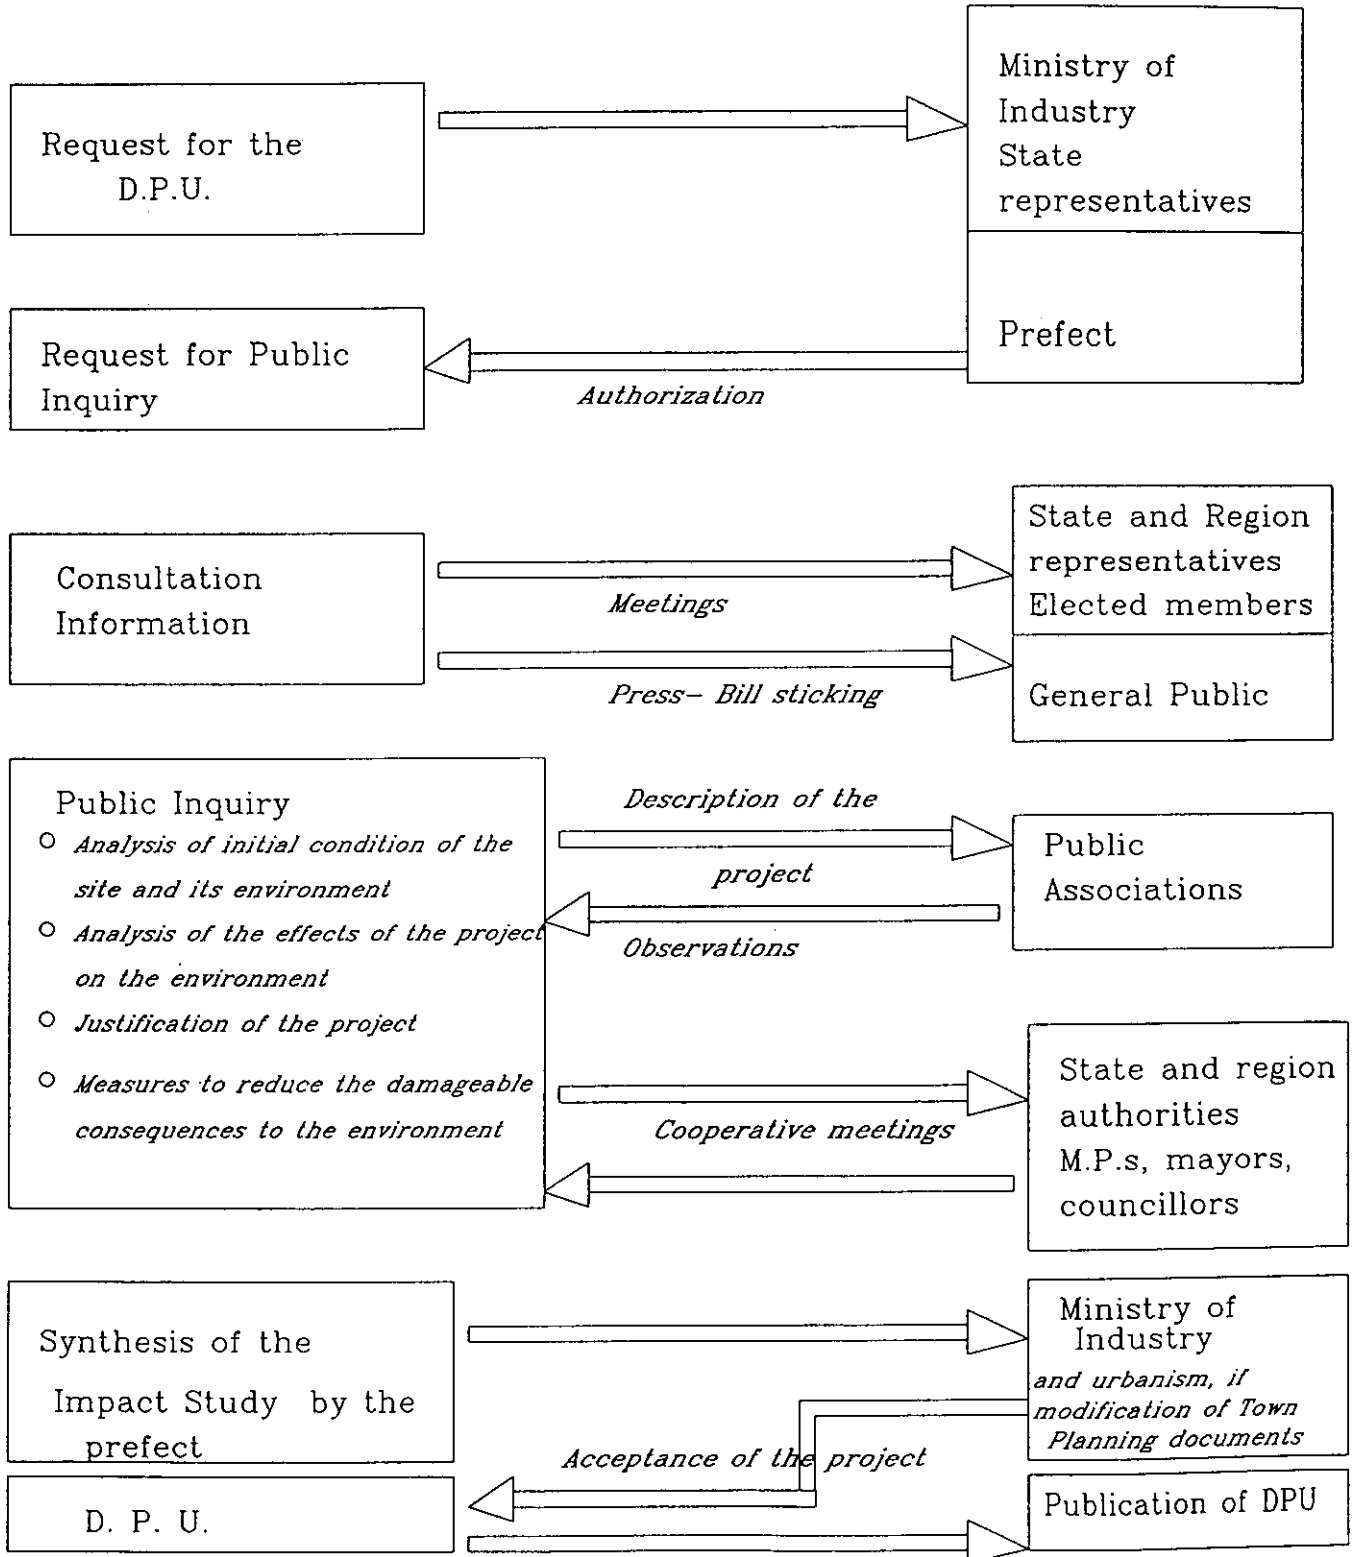 Request for the
D.P.U.
Ministry of
Industry
State
representatives
Prefect
Request for Public
Inquiry
Authorization
Consultation
Information
Meetings
Press- Bill sticking
State and Region
representatives
Elected members
General Public
Public Inquiry
○ Analysis of initial condition of the
site and its environment
○ Analysis of the effects of the project
on the environment
○ Justification of the project
○ Measures to reduce the damageable
consequences to the environment
Description of the
project
Observations
Public
Associations
Cooperative meetings
State and region
authorities
M.P.s, mayors,
councillors
Synthesis of the
Impact Study by the
prefect
Ministry of
Industry
and urbanism, if
modification of Town
Planning documents
Acceptance of the project
D. P. U.
Publication of DPU